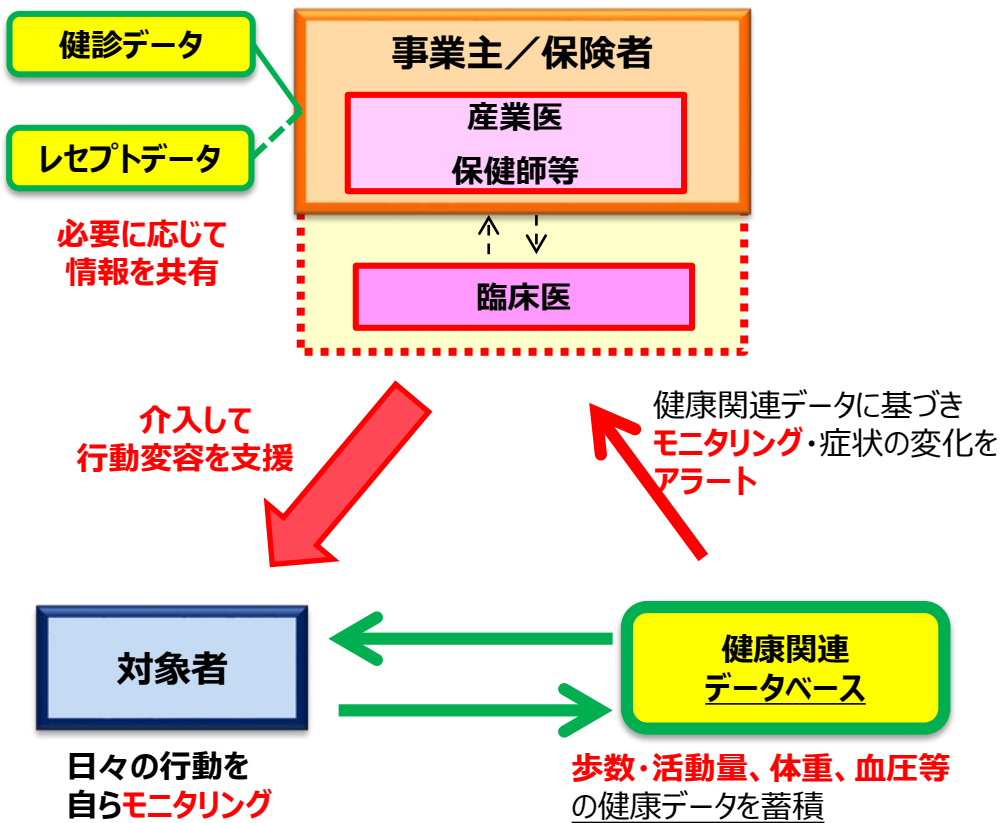 健診データ
レセプトデータ
必要に応じて
情報を共有
事業主／保険者
産業医
保健師等
臨床医
介入して
行動変容を支援
健康関連データに基づき
モニタリング・症状の変化を
アラート
対象者
日々の行動を
自らモニタリング
健康関連
データベース
歩数・活動量、体重、血圧等
の健康データを蓄積